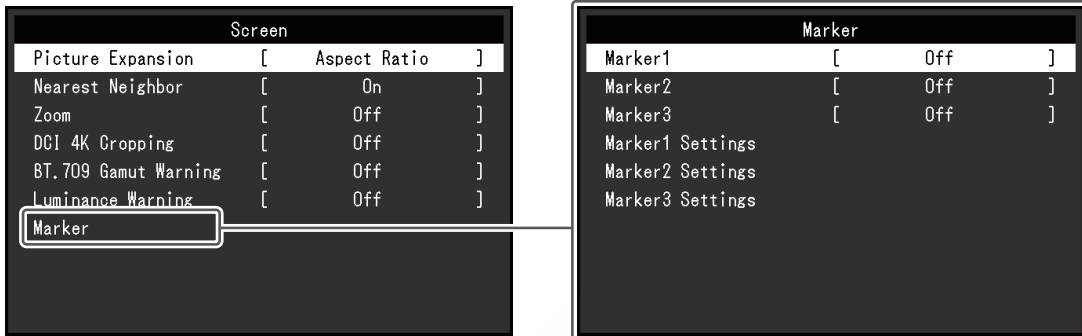 Screen
Picture Expansion [ Aspect Ratio ]
Nearest Neighbor [ On ]
Zoom [ Off ]
DCI 4K Cropping [ Off ]
BT.709 Gamut Warning [ Off ]
Luminance Warning [ Off ]
Marker
Marker
Marker1 [ Off ]
Marker2 [ Off ]
Marker3 [ Off ]
Marker1 Settings
Marker2 Settings
Marker3 Settings